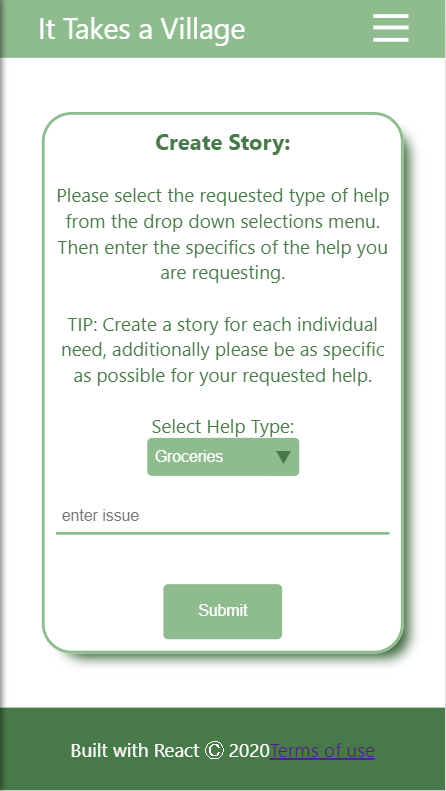 It Takes a Village
Create Story:
Please select the requested type of help
from the drop down selections menu.
Then enter the specifics of the help you
are requesting.
TIP: Create a story for each individual
need, additionally please be as specific
as possible for your requested help.
Select Help Type:
Groceries
enter issue
Submit
Built with React Ⓒ 2020Terms of use